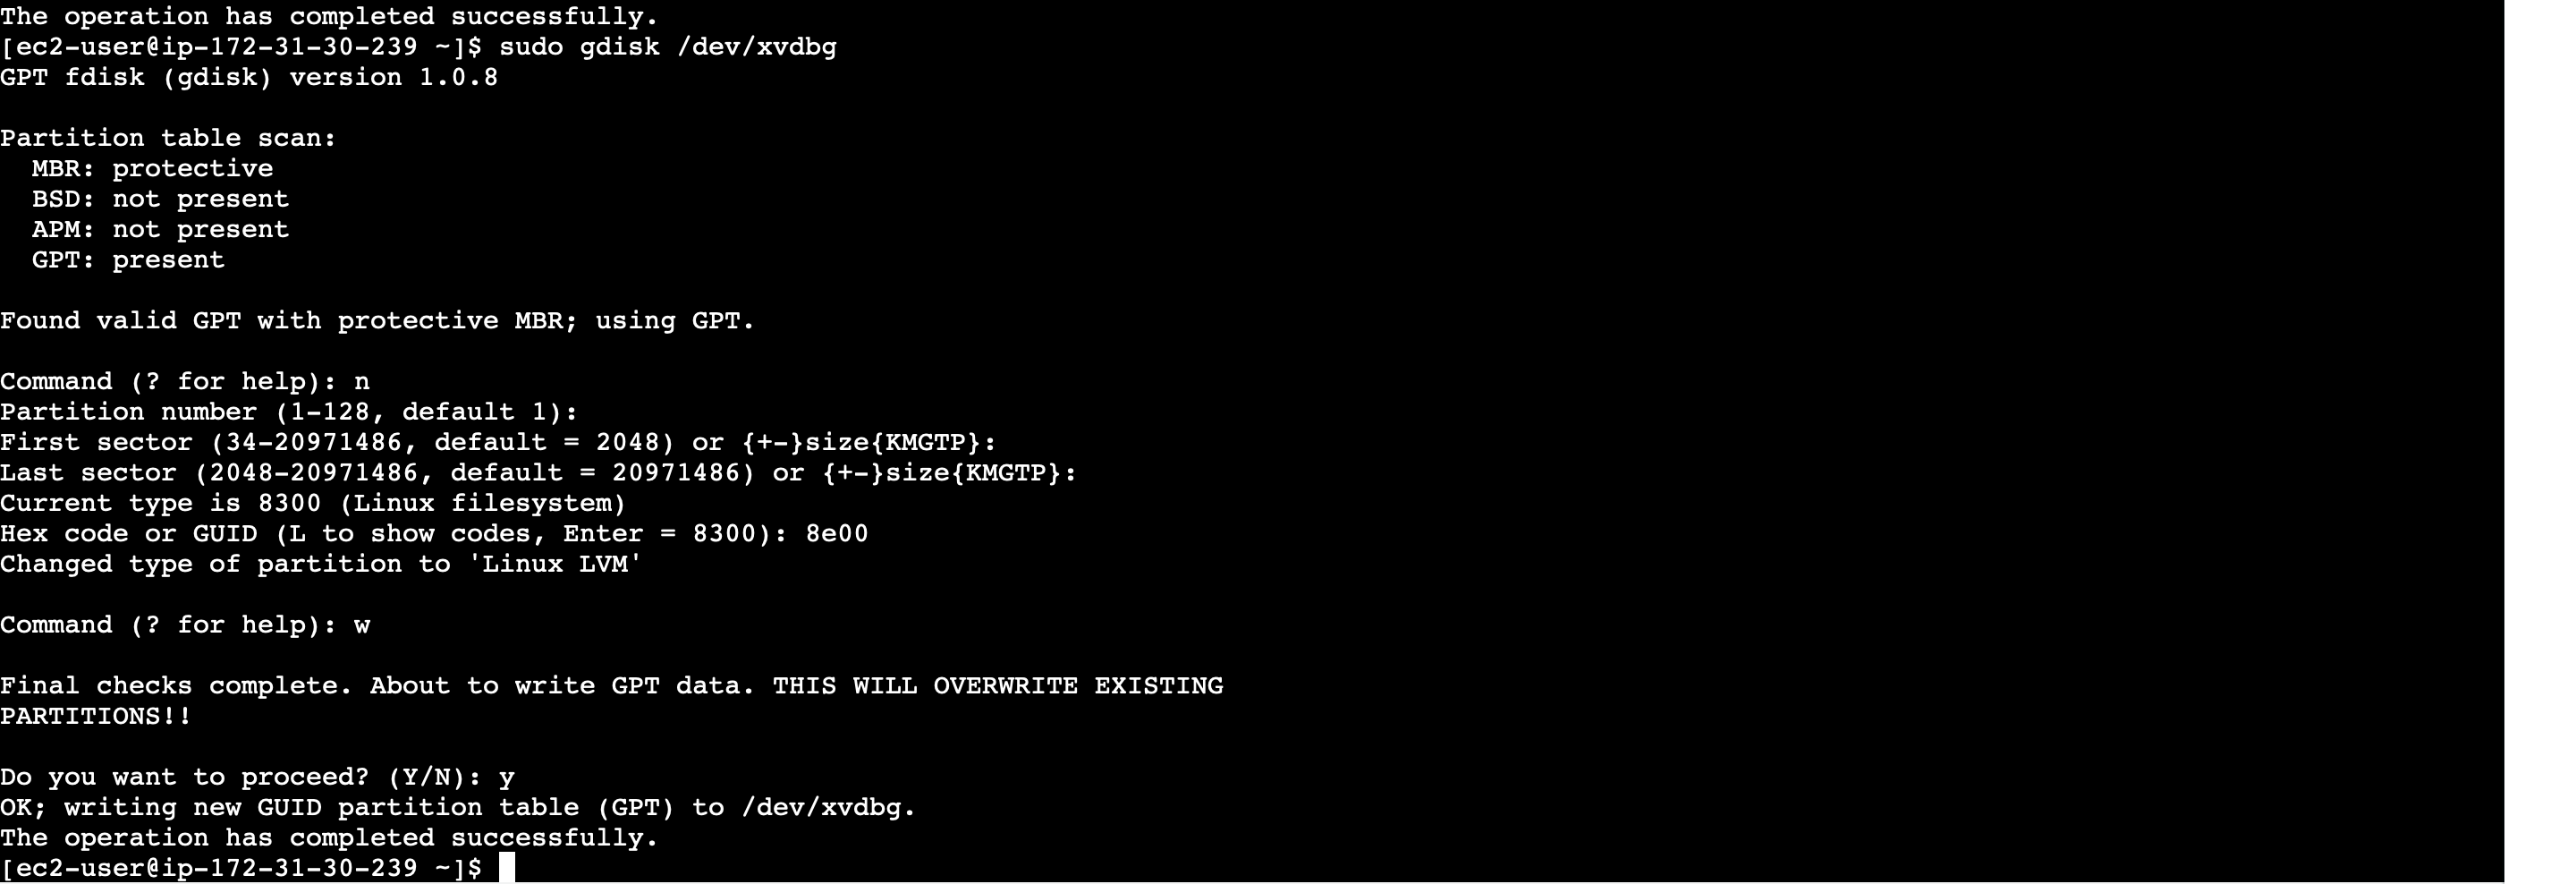 The operation has completed successfully.
[ec2-user@ip-172-31-30-239 ~]$ sudo gdisk /dev/xvdbg
GPT fdisk (gdisk) version 1.0.8
Partition table scan:
  MBR: protective
  BSD: not present
  APM: not present
  GPT: present
Found valid GPT with protective MBR; using GPT.
Command (? for help): n
Partition number (1-128, default 1):
First sector (34-20971486, default = 2048) or {+-}size{KMGTP}:
Last sector (2048-20971486, default = 20971486) or {+-}size{KMGTP}:
Current type is 8300 (Linux filesystem)
Hex code or GUID (L to show codes, Enter = 8300): 8e00
Changed type of partition to 'Linux LVM'
Command (? for help): w
Final checks complete. About to write GPT data. THIS WILL OVERWRITE EXISTING
PARTITIONS!!
Do you want to proceed? (Y/N): y
OK; writing new GUID partition table (GPT) to /dev/xvdbg.
The operation has completed successfully.
[ec2-user@ip-172-31-30-239 ~]$